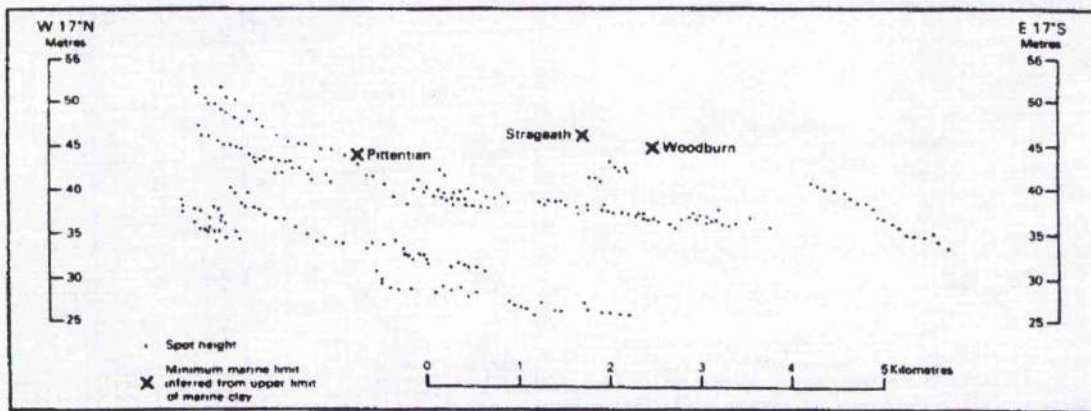 W 17°N
Metres
56
50
45
40
35
30
25
E 17°S
Metres
56
50
45
40
35
30
25
Strageath
Woodburn
Pittentian
Spot height
Minimum marine limit
inferred from upper limit
of marine clay
0 1 2 3 4 5 Kilometres